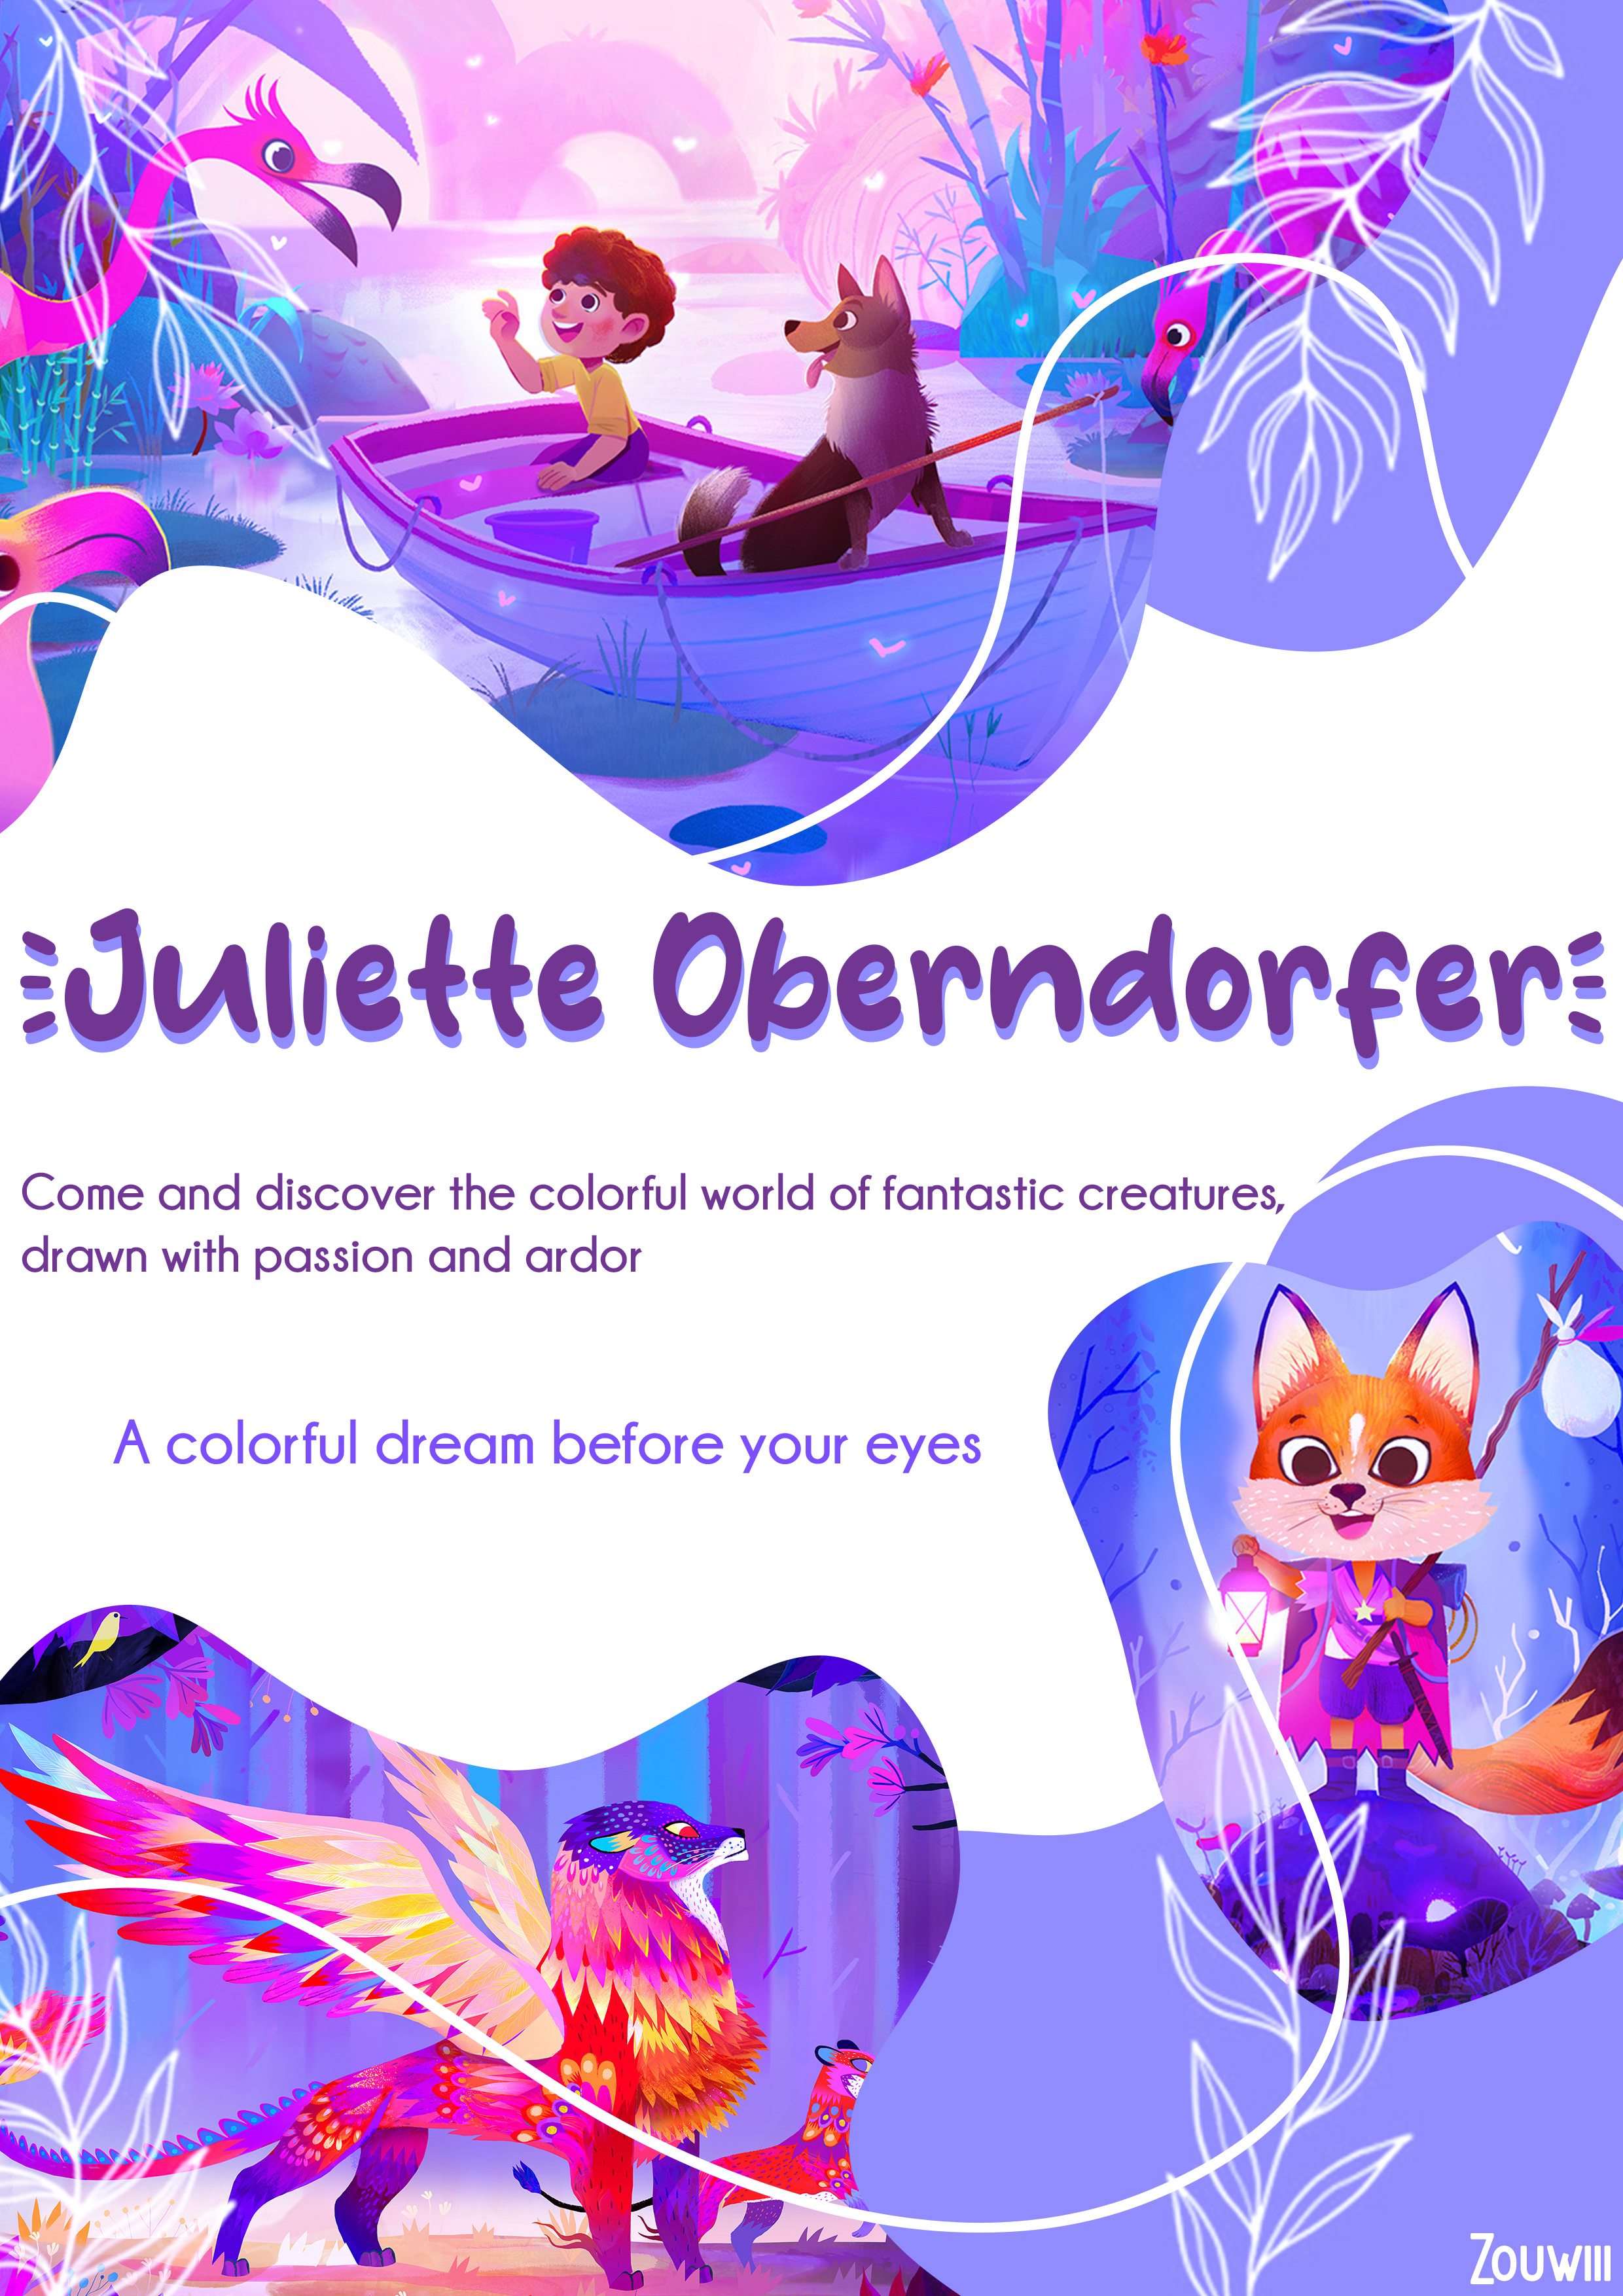 Juliette Oberndorfer
Come and discover the colorful world of fantastic creatures,
drawn with passion and ardor
A colorful dream before your eyes
Zouwiii